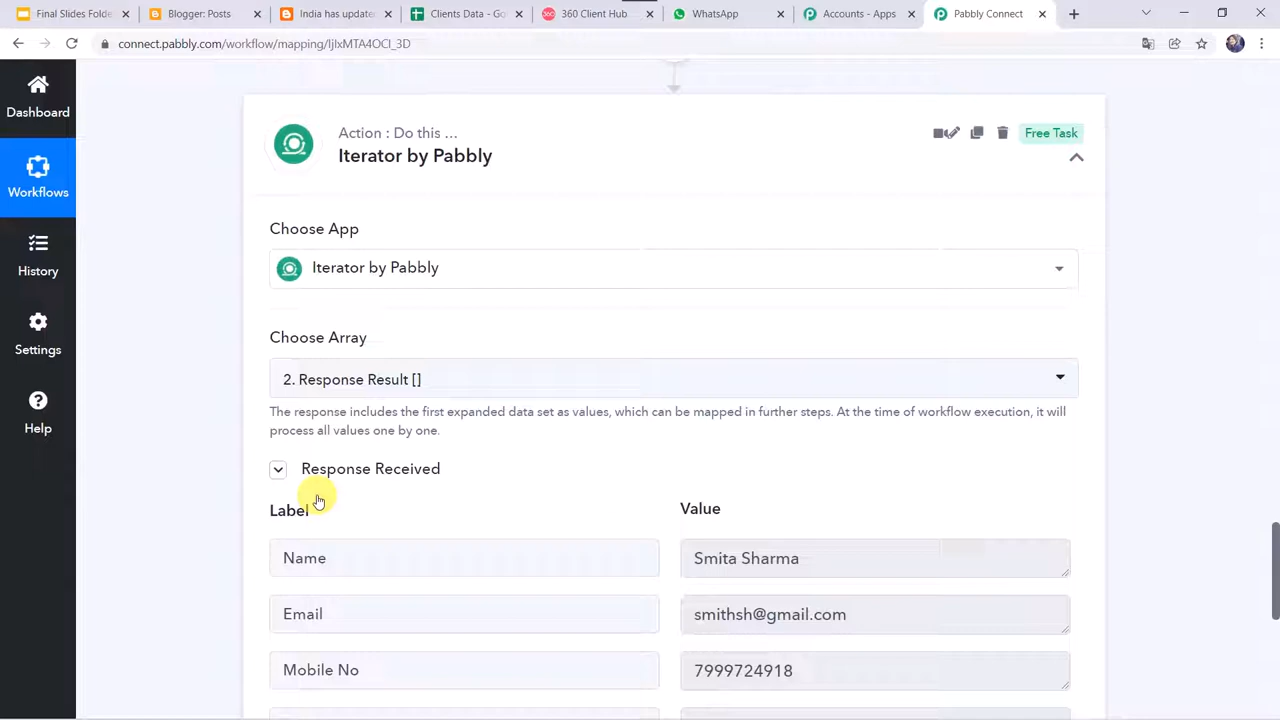 Final Slides Folde
Blogger: Posts
India has update
Clients Data - Go
360 Client Hub
WhatsApp
Accounts - Apps
Pabbly Connect
connect.pabbly.com/workflow/mapping/IjIxMTA4OCI_3D
Dashboard
Workflows
History
Settings
Help
Action : Do this ...
Iterator by Pabbly
Free Task
Choose App
Iterator by Pabbly
Choose Array
2. Response Result []
The response includes the first expanded data set as values, which can be mapped in further steps. At the time of workflow execution, it will
process all values one by one.
Response Received
Label
Value
Name
Smita Sharma
Email
smithsh@gmail.com
Mobile No
7999724918